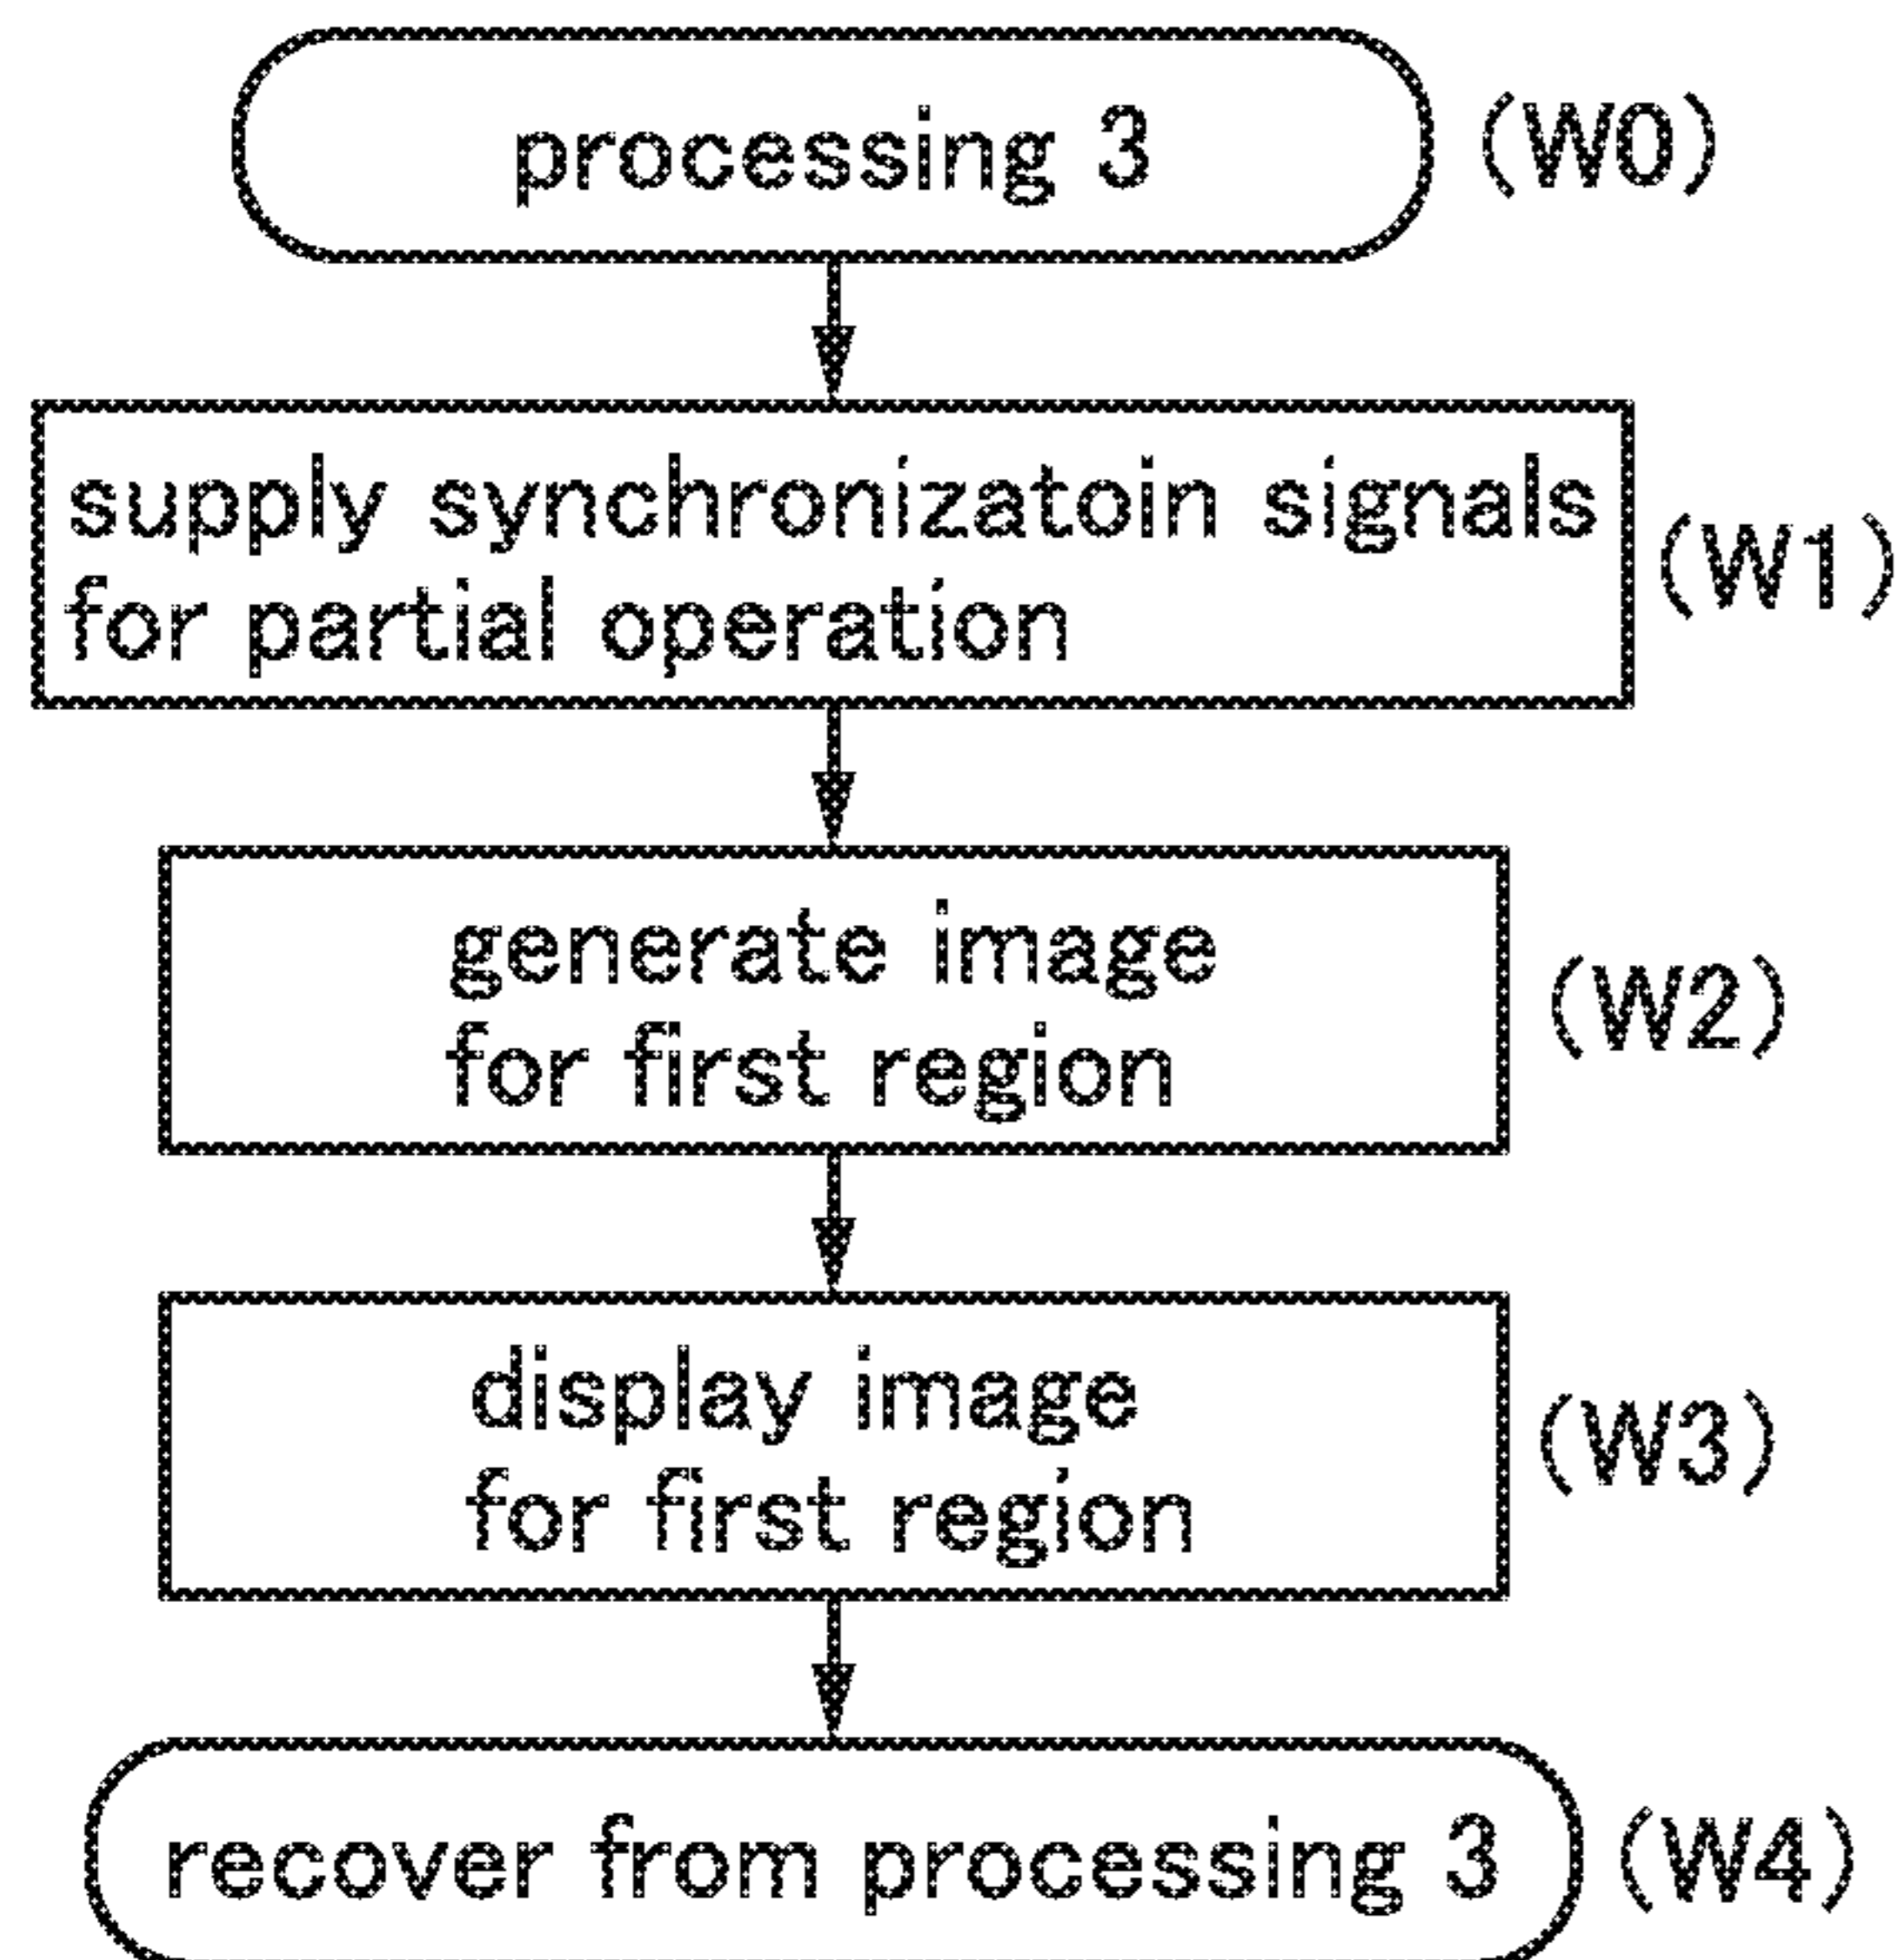 processing 3 (W0)
supply synchronizatoin signals
for partial operation
(W1)
generate image
for first region
(W2)
display image
for first region
(W3)
recover from processing 3 (W4)